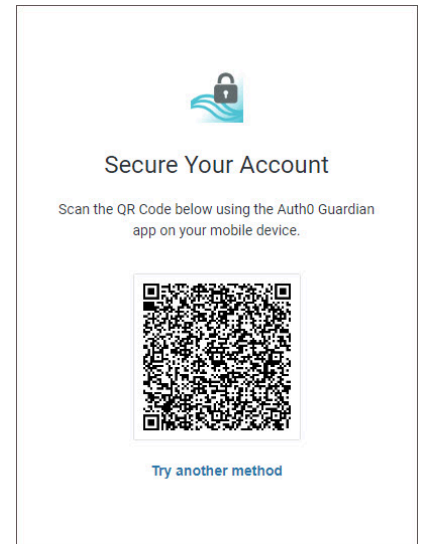 Secure Your Account
Scan the QR Code below using the Auth0 Guardian
app on your mobile device.
Try another method